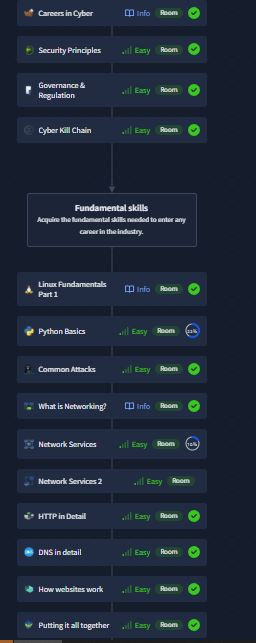 Careers in Cyber Info Room
Security Principles Easy Room
Governance &
Regulation Easy Room
Cyber Kill Chain Easy Room
Fundamental skills
Acquire the fundamental skills needed to enter any
career in the industry.
Linux Fundamentals
Part 1 Info Room
Python Basics Easy Room
Common Attacks Easy Room
What is Networking? Info Room
Network Services Easy Room
Network Services 2 Easy Room
HTTP in Detail Easy Room
DNS in detail Easy Room
How websites work Easy Room
Putting it all together Easy Room